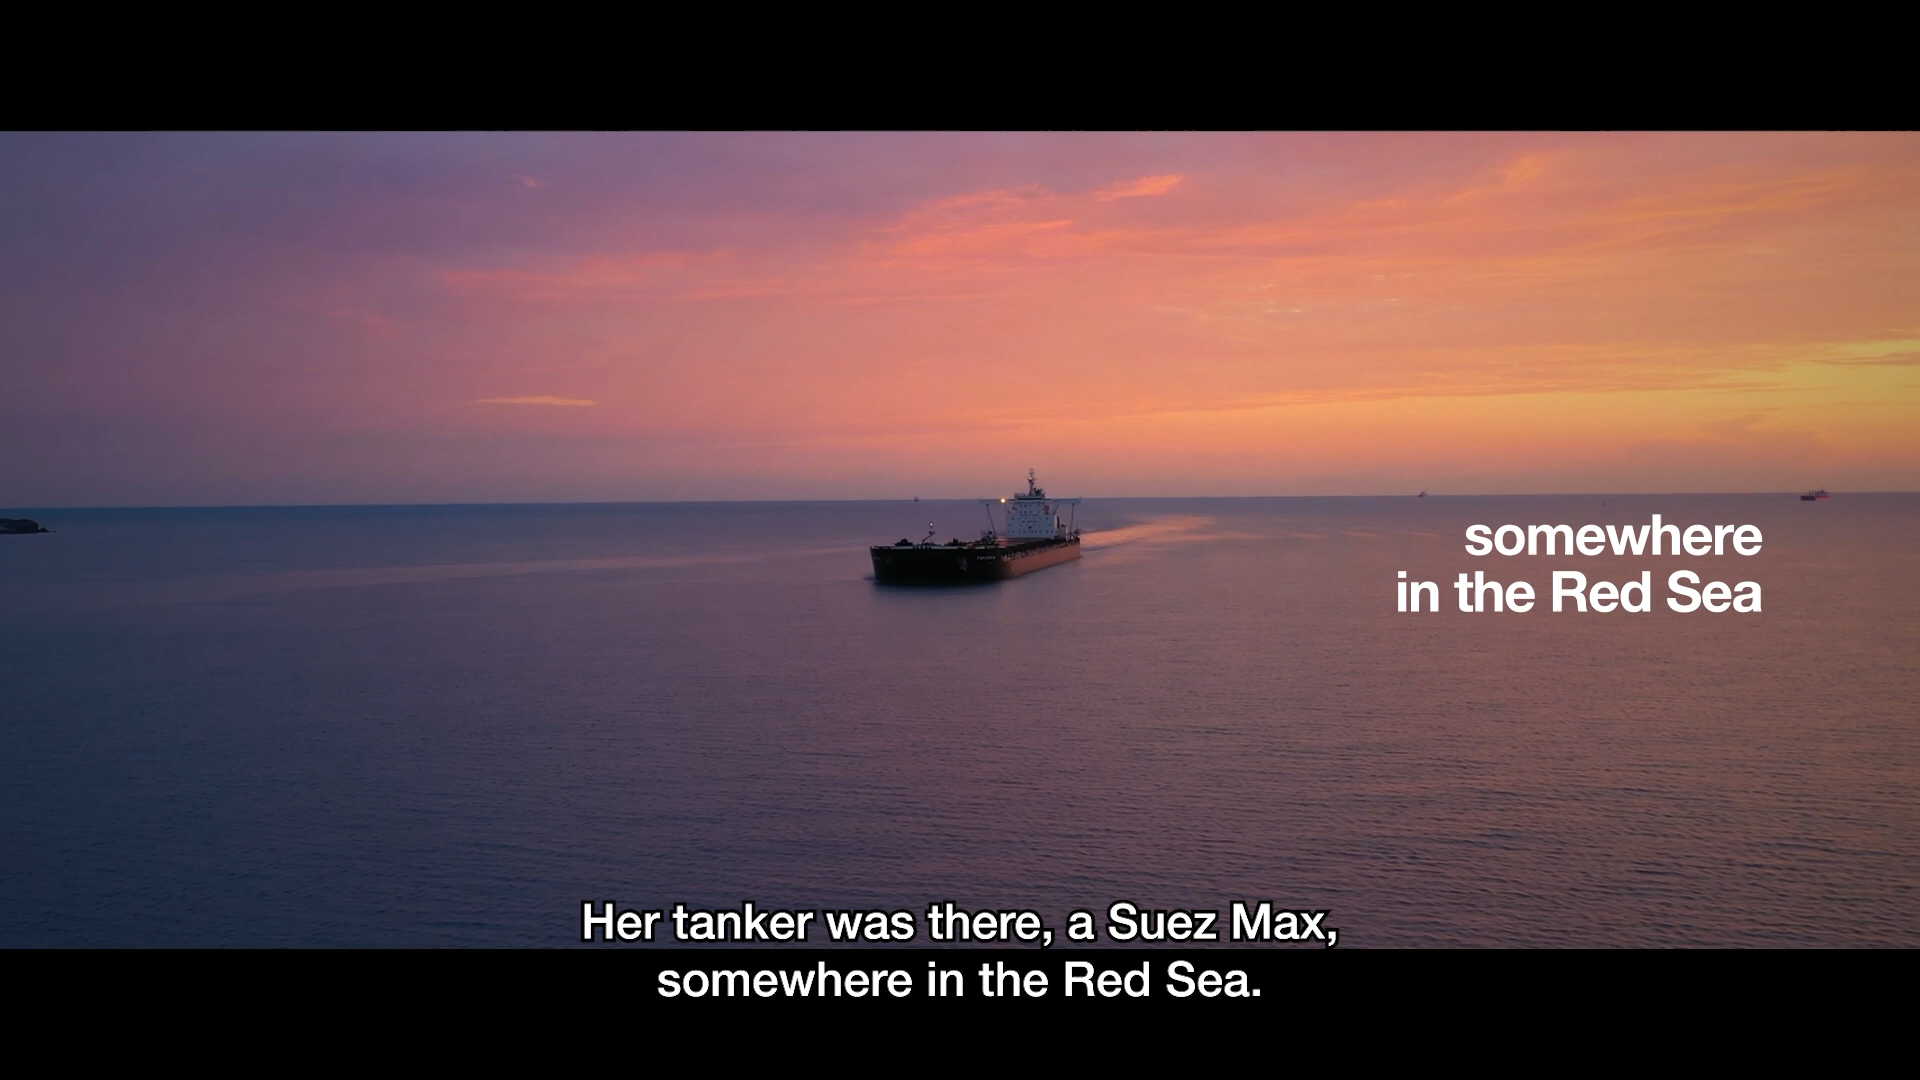 somewhere
in the Red Sea
Her tanker was there, a Suez Max,
somewhere in the Red Sea.